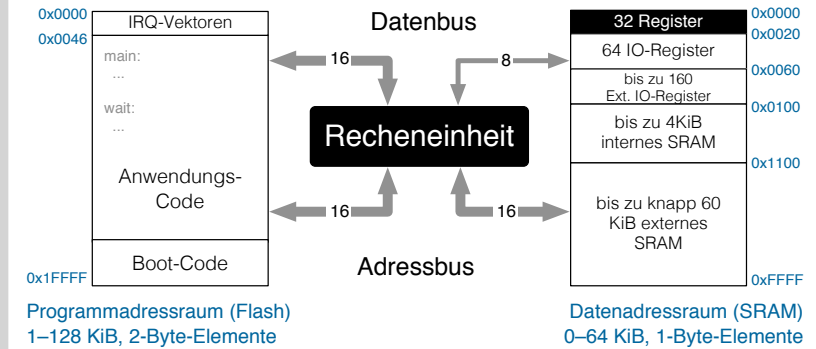 0x0000
0x0046
IRQ-Vektoren
main:
...
wait:
...
Anwendungs-
Code
Boot-Code
0x1FFFF
Programmadressraum (Flash)
1–128 KiB, 2-Byte-Elemente
Datenbus
16
8
Recheneinheit
16
16
Adressbus
32 Register
64 IO-Register
bis zu 160
Ext. IO-Register
bis zu 4KiB
internes SRAM
bis zu knapp 60
KiB externes
SRAM
0x0000
0x0020
0x0060
0x0100
0x1100
0xFFFF
Datenadressraum (SRAM)
0–64 KiB, 1-Byte-Elemente